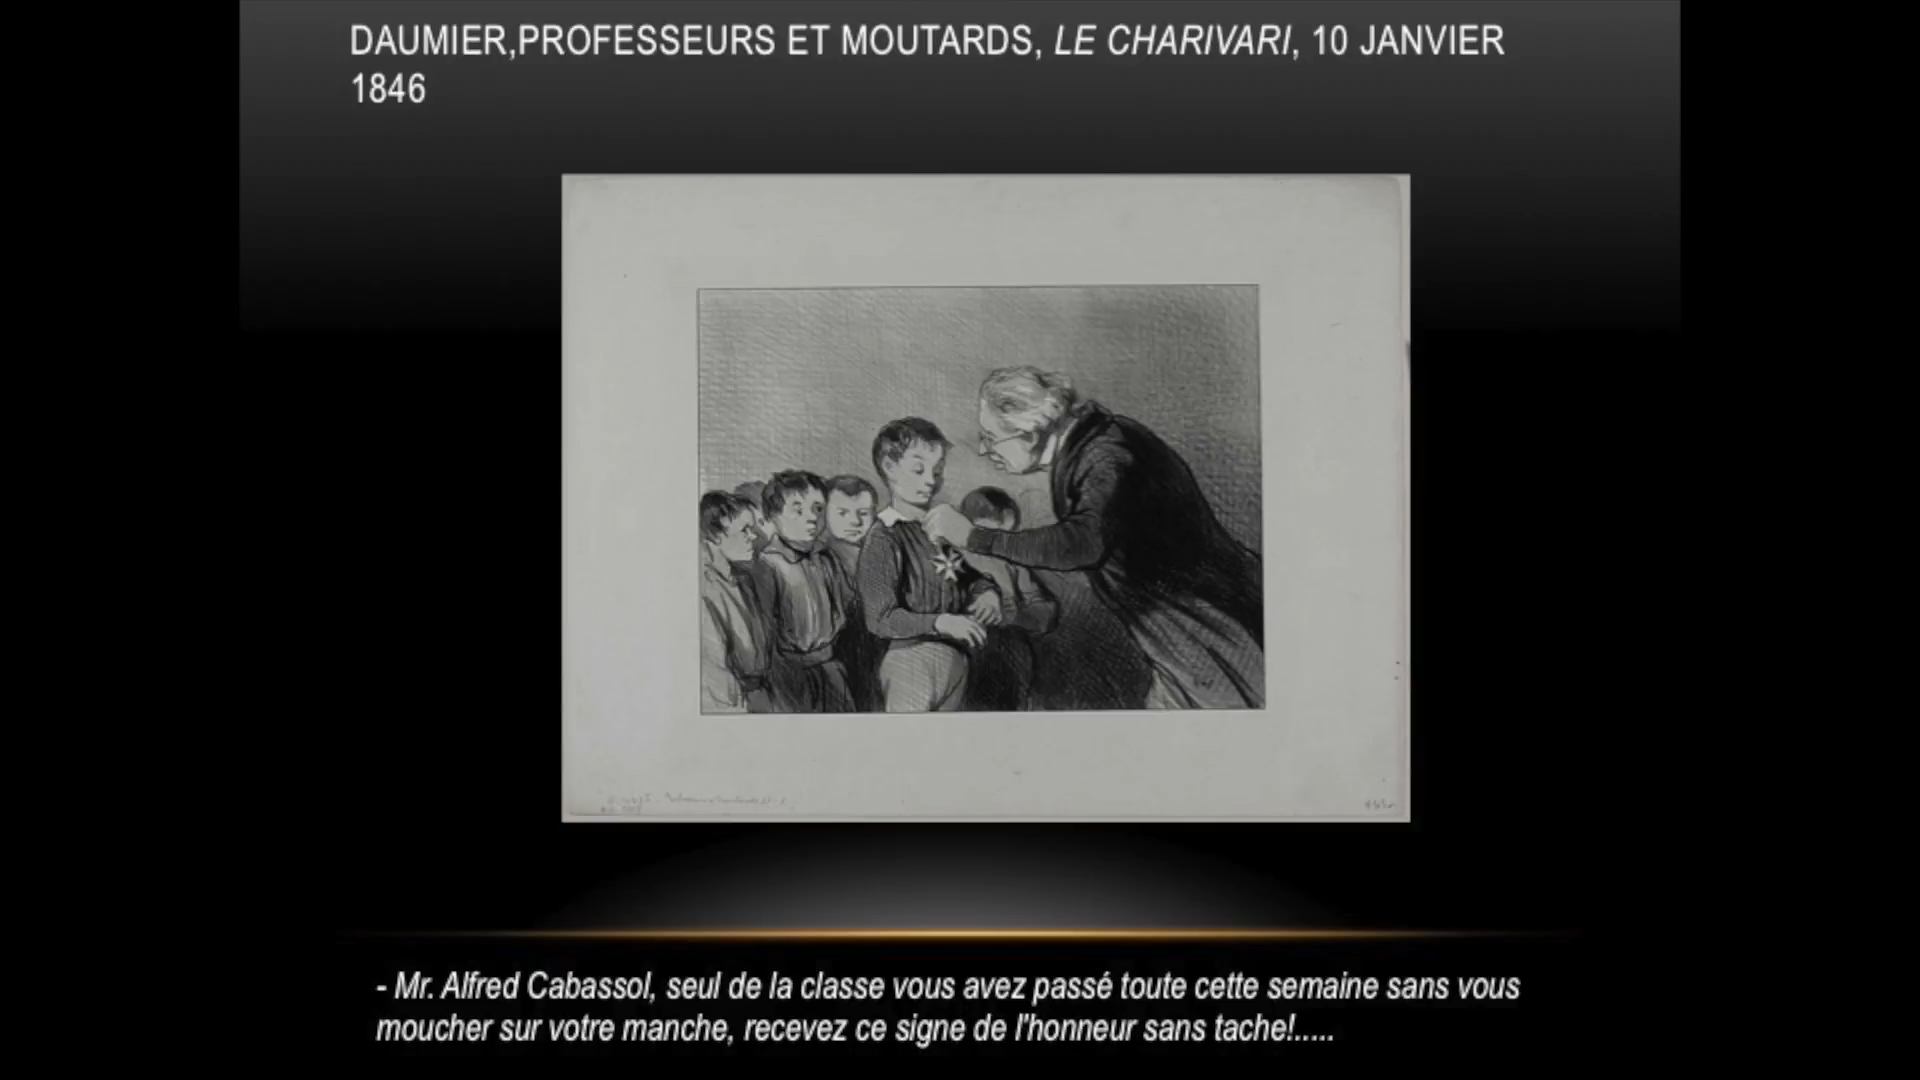 DAUMIER,PROFESSEURS ET MOUTARDS, LE CHARIVARI, 10 JANVIER
1846
- Mr. Alfred Cabassol, seul de la classe vous avez passé toute cette semaine sans vous
moucher sur votre manche, recevez ce signe de l'honneur sans tache!.....